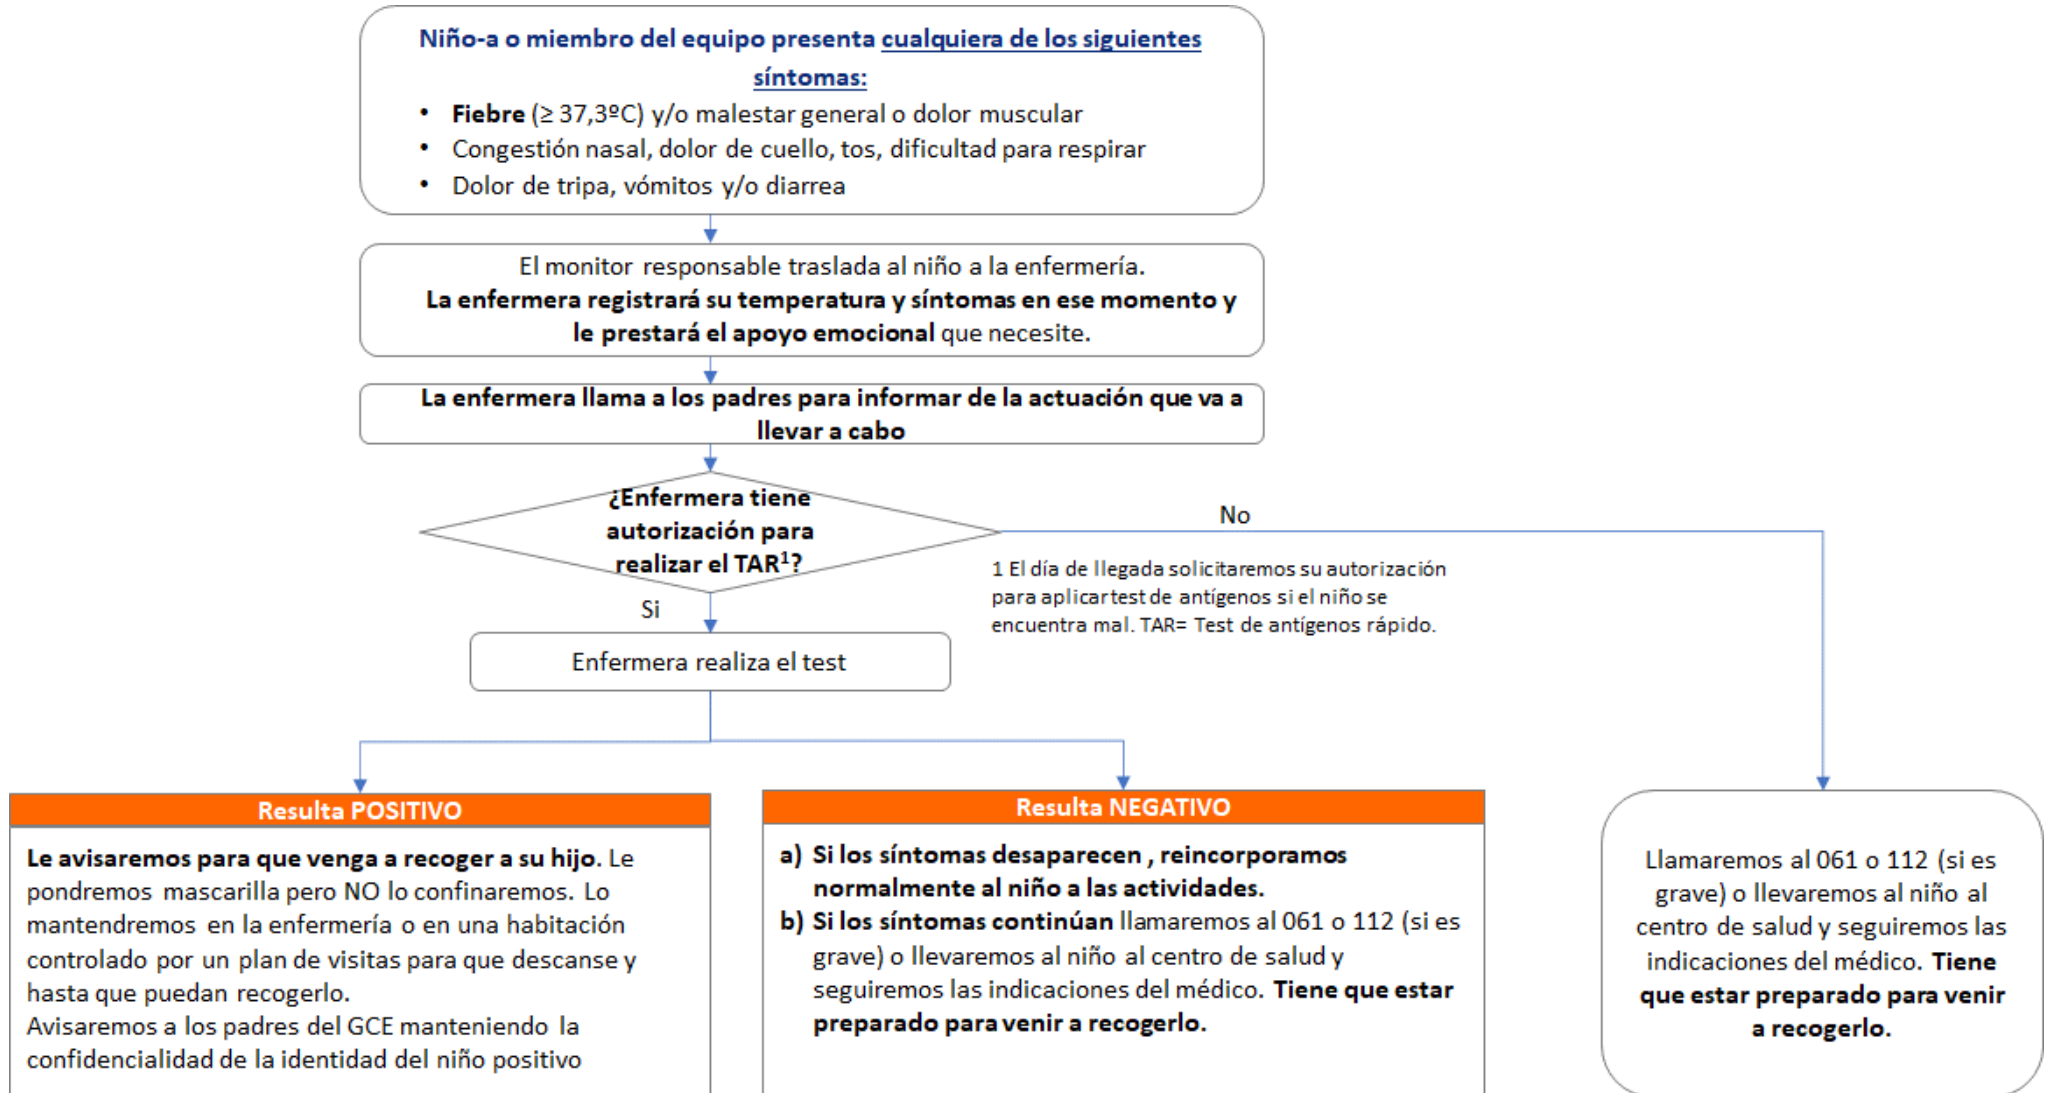 Niño-a o miembro del equipo presenta cualquiera de los siguientes
síntomas:
• Fiebre (≥ 37,3ºC) y/o malestar general o dolor muscular
• Congestión nasal, dolor de cuello, tos, dificultad para respirar
• Dolor de tripa, vómitos y/o diarrea
El monitor responsable traslada al niño a la enfermería.
La enfermera registrará su temperatura y síntomas en ese momento y
le prestará el apoyo emocional que necesite.
La enfermera llama a los padres para informar de la actuación que va a
llevar a cabo
¿Enfermera tiene
autorización para
realizar el TAR¹?
No
1 El día de llegada solicitaremos su autorización
para aplicar test de antígenos si el niño se
encuentra mal. TAR= Test de antígenos rápido.
Si
Enfermera realiza el test
Resulta POSITIVO
Le avisaremos para que venga a recoger a su hijo. Le
pondremos mascarilla pero NO lo confinaremos. Lo
mantendremos en la enfermería o en una habitación
controlado por un plan de visitas para que descanse y
hasta que puedan recogerlo.
Avisaremos a los padres del GCE manteniendo la
confidencialidad de la identidad del niño positivo
Resulta NEGATIVO
a) Si los síntomas desaparecen , reincorporamos
normalmente al niño a las actividades.
b) Si los síntomas continúan llamaremos al 061 o 112 (si es
grave) o llevaremos al niño al centro de salud y
seguiremos las indicaciones del médico. Tiene que estar
preparado para venir a recogerlo.
Llamaremos al 061 o 112 (si es
grave) o llevaremos al niño al
centro de salud y seguiremos las
indicaciones del médico. Tiene
que estar preparado para venir
a recogerlo.